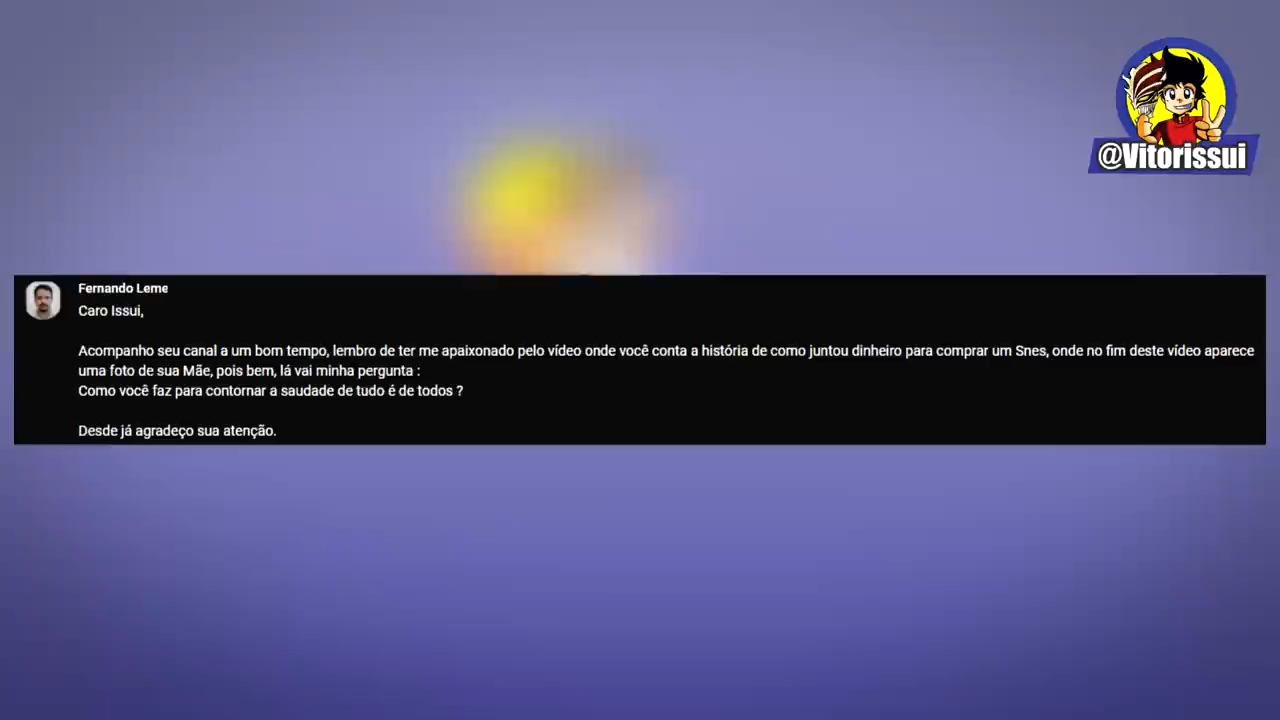 @Vitorissui
Fernando Leme
Caro Issui,
Acompanho seu canal a um bom tempo, lembro de ter me apaixonado pelo vídeo onde você conta a história de como juntou dinheiro para comprar um Snes, onde no fim deste vídeo aparece
uma foto de sua Mãe, pois bem, lá vai minha pergunta :
Como você faz para contornar a saudade de tudo é de todos ?
Desde já agradeço sua atenção.